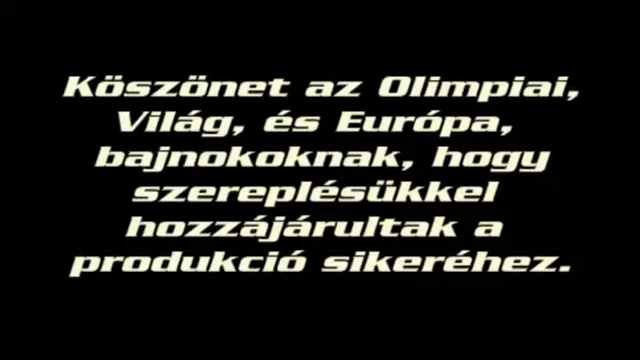 Köszönet az Olimpiai,
Világ, és Európa,
bajnokoknak, hogy
szereplésükkel
hozzájárultak a
produkció sikeréhez.